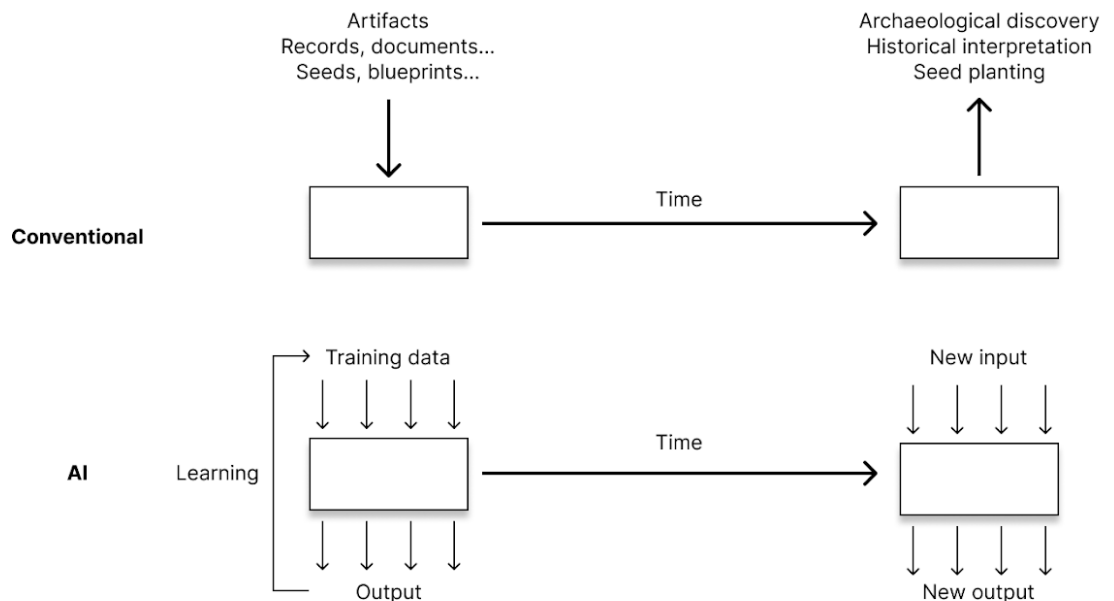 Artifacts
Records, documents...
Seeds, blueprints...
Archaeological discovery
Historical interpretation
Seed planting
Conventional
Time
AI
Learning
Training data
Output
Time
New input
New output